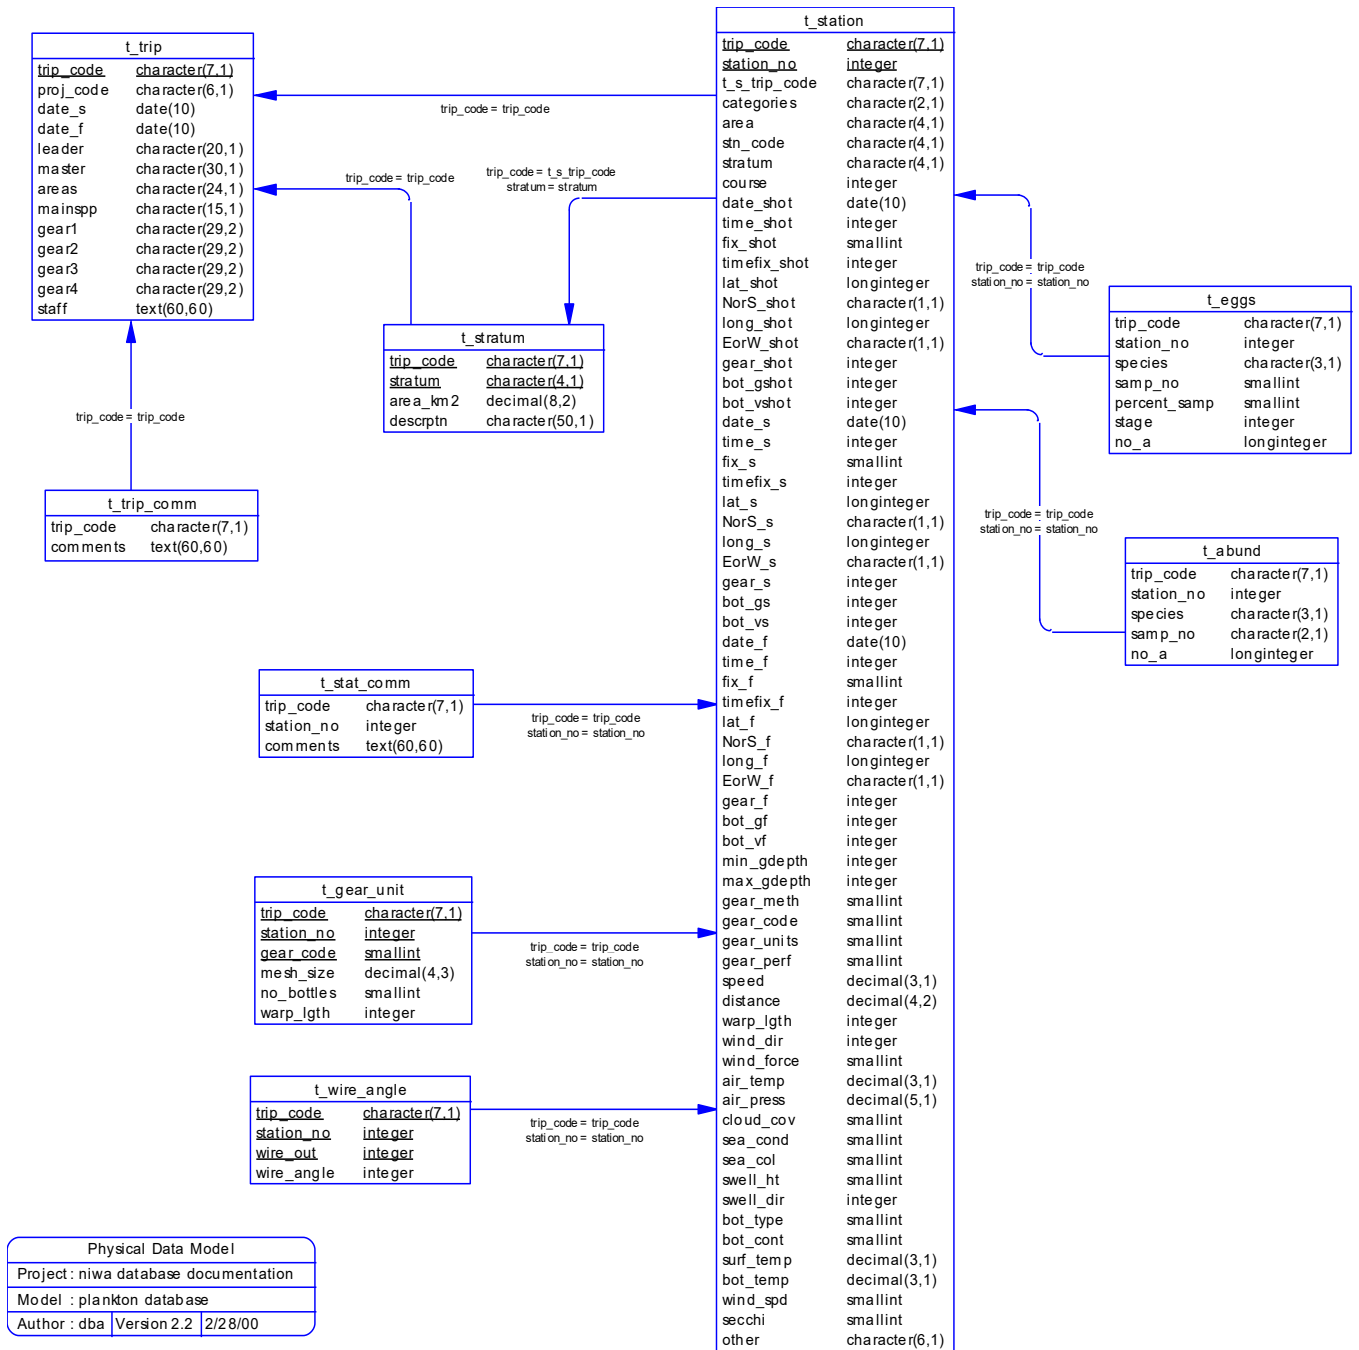 t_trip
trip_code character(7,1)
proj_code character(6,1)
date_s date(10)
date_f date(10)
leader character(20,1)
master character(30,1)
areas character(24,1)
mainspp character(15,1)
gear1 character(29,2)
gear2 character(29,2)
gear3 character(29,2)
gear4 character(29,2)
staff text(60,60)
trip_code = trip_code
trip_code = trip_code
trip_code = t_s_trip_code
stratum = stratum
t_stratum
trip_code character(7,1)
stratum character(4,1)
area_km2 decimal(8,2)
descrptn character(50,1)
trip_code = trip_code
t_trip_comm
trip_code character(7,1)
comments text(60,60)
t_stat_comm
trip_code character(7,1)
station_no integer
comments text(60,60)
trip_code = trip_code
station_no = station_no
t_gear_unit
trip_code character(7,1)
station_no integer
gear_code smallint
mesh_size decimal(4,3)
no_bottles smallint
warp_lgth integer
trip_code = trip_code
station_no = station_no
t_wire_angle
trip_code character(7,1)
station_no integer
wire_out integer
wire_angle integer
trip_code = trip_code
station_no = station_no
t_station
trip_code character(7,1)
station_no integer
t_s_trip_code character(7,1)
categories character(2,1)
area character(4,1)
stn_code character(4,1)
stratum character(4,1)
course integer
date_shot date(10)
time_shot integer
fix_shot smallint
timefix_shot integer
lat_shot longinteger
NorS_shot character(1,1)
long_shot longinteger
EorW_shot character(1,1)
gear_shot integer
bot_gshot integer
bot_vshot integer
date_s date(10)
time_s integer
fix_s smallint
timefix_s integer
lat_s longinteger
NorS_s character(1,1)
long_s longinteger
EorW_s character(1,1)
gear_s integer
bot_gs integer
bot_vs integer
date_f date(10)
time_f integer
fix_f smallint
timefix_f integer
lat_f longinteger
NorS_f character(1,1)
long_f longinteger
EorW_f character(1,1)
gear_f integer
bot_gf integer
bot_vf integer
min_gdepth integer
max_gdepth integer
gear_meth smallint
gear_code smallint
gear_units smallint
gear_perf smallint
speed decimal(3,1)
distance decimal(4,2)
warp_lgth integer
wind_dir integer
wind_force smallint
air_temp decimal(3,1)
air_press decimal(5,1)
cloud_cov smallint
sea_cond smallint
sea_col smallint
swell_ht smallint
swell_dir integer
bot_type smallint
bot_cont smallint
surf_temp decimal(3,1)
bot_temp decimal(3,1)
wind_spd smallint
secchi smallint
other character(6,1)
trip_code = trip_code
station_no = station_no
t_eggs
trip_code character(7,1)
station_no integer
species character(3,1)
samp_no smallint
percent_samp smallint
stage integer
no_a longinteger
trip_code = trip_code
station_no = station_no
t_abund
trip_code character(7,1)
station_no integer
species character(3,1)
samp_no character(2,1)
no_a longinteger
Physical Data Model
Project : niwa database documentation
Model : plankton database
Author : dba Version 2.2 2/28/00